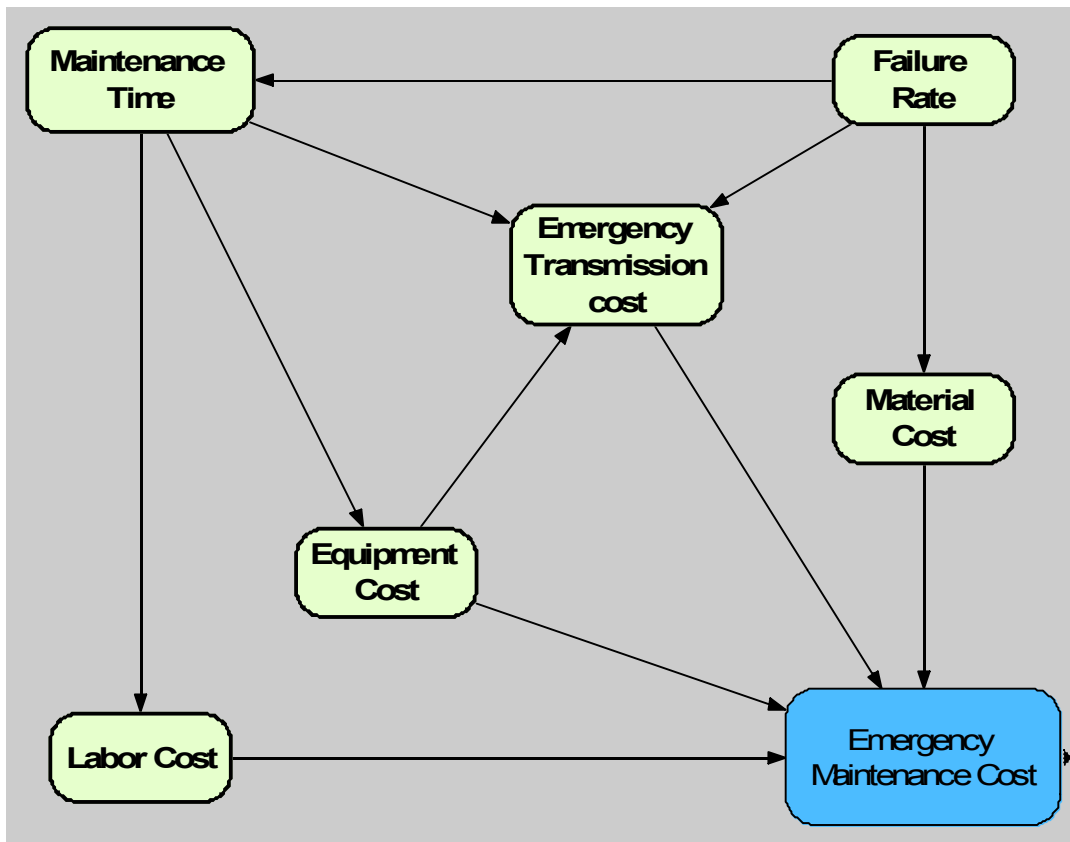 Maintenance
Time
Failure
Rate
Emergency
Transmission
cost
Material
Cost
Equipment
Cost
Labor Cost
Emergency
Maintenance Cost